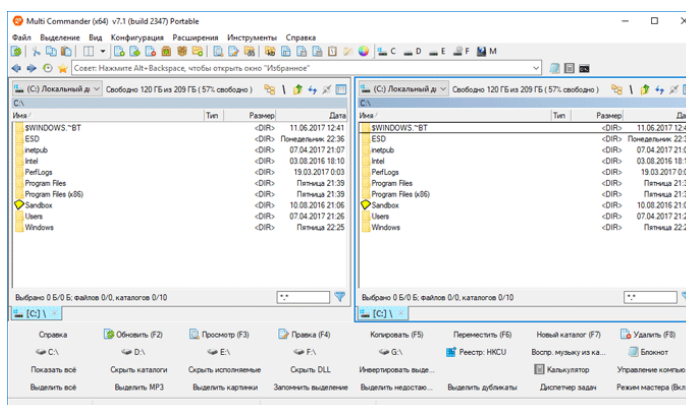 Multi Commander (x64) v7.1 (build 2347) Portable
Файл Выделение Вид Конфигурация Расширения Инструменты Справка
C D E F M
Совет: Нажмите Alt+Backspace, чтобы открыть окно "Избранное"
(C:) Локальный д Свободно 120 ГБ из 209 ГБ ( 57% свободно ) \ (C:) Локальный д Свободно 120 ГБ из 209 ГБ ( 57% свободно ) \
C:\ C:\
Имя Тип Размер Дата Имя Тип Размер Да
$WINDOWS.~BT <DIR> 11.06.2017 12:41 $WINDOWS.~BT <DIR> 11.06.2017 12:4
ESD <DIR> Понедельник 22:36 ESD <DIR> Понедельник 22:3
inetpub <DIR> 07.04.2017 21:07 inetpub <DIR> 07.04.2017 21:0
Intel <DIR> 03.08.2016 18:10 Intel <DIR> 03.08.2016 18:1
PerfLogs <DIR> 19.03.2017 0:03 PerfLogs <DIR> 19.03.2017 0:0
Program Files <DIR> Пятница 21:39 Program Files <DIR> Пятница 21:3
Program Files (x86) <DIR> Пятница 21:39 Program Files (x86) <DIR> Пятница 21:3
Sandbox <DIR> 10.08.2016 21:06 Sandbox <DIR> 10.08.2016 21:0
Users <DIR> 07.04.2017 21:26 Users <DIR> 07.04.2017 21:2
Windows <DIR> Пятница 22:25 Windows <DIR> Пятница 22:2
Выбрано 0 Б/0 Б; файлов 0/0, каталогов 0/10 *.* Выбрано 0 Б/0 Б; файлов 0/0, каталогов 0/10 *.*
[C:] \ [C:] \
Справка Обновить (F2) Просмотр (F3) Правка (F4) Копировать (F5) Переместить (F6) Новый каталог (F7) Удалить (F8)
C:\ D:\ E:\ F:\ G:\ Реестр: HKCU Воспр. музыку из ка... Блокнот
Показать всё Скрыть каталоги Скрыть исполняемые Скрыть DLL Инвертировать выде... Калькулятор Управление компью
Выделить всё Выделить MP3 Выделить картинки Запомнить выделение Выделить недостаю... Выделить дубликаты Диспетчер задач Режим мастера (Вкл